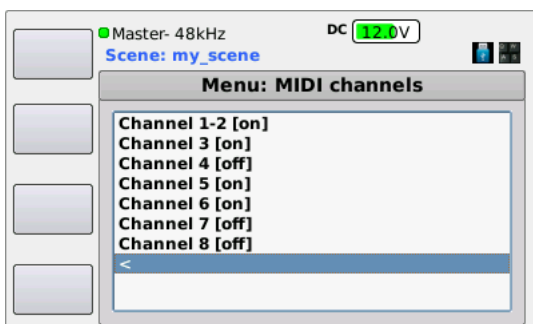 Master- 48kHz
DC 12.0V
Scene: my_scene
Menu: MIDI channels
Channel 1-2 [on]
Channel 3 [on]
Channel 4 [off]
Channel 5 [on]
Channel 6 [on]
Channel 7 [off]
Channel 8 [off]
<